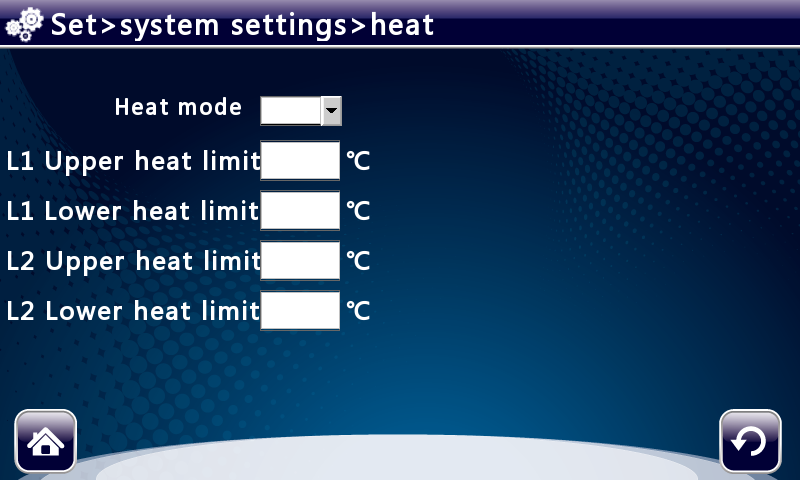 Set>system settings>heat
Heat mode
L1 Upper heat limit ℃
L1 Lower heat limit ℃
L2 Upper heat limit ℃
L2 Lower heat limit ℃